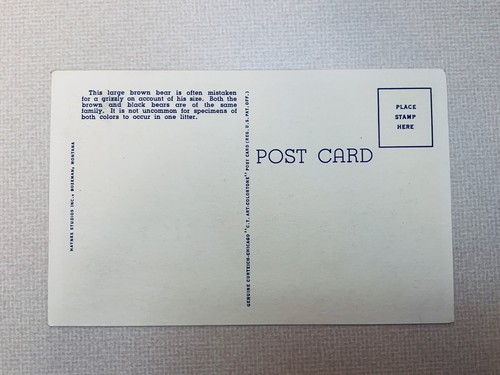 This large brown bear is often mistaken
for a grizzly on account of his size. Both the
brown and black bears are of the same
family. It is not uncommon for specimens of
both colors to occur in one litter.
HAYNES STUDIOS INC., BOZEMAN, MONTANA
GENUINE CURTEICH-CHICAGO "C.T. ART-COLORTONE" POST CARD (REG. U.S. PAT. OFF.)
POST CARD
PLACE
STAMP
HERE